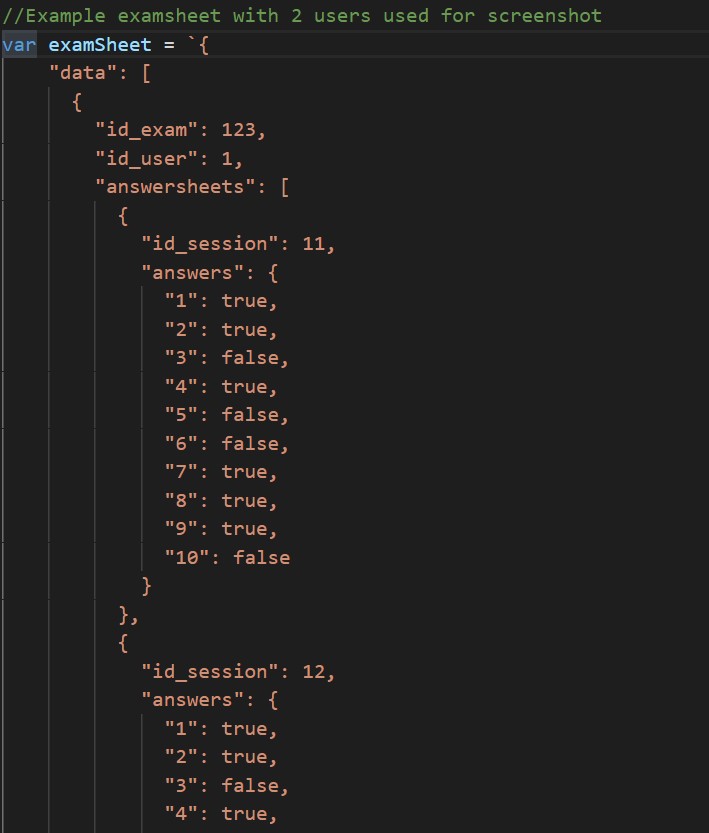 //Example examsheet with 2 users used for screenshot
var examSheet = `{
"data": [
{
"id_exam": 123,
"id_user": 1,
"answersheets": [
{
"id_session": 11,
"answers": {
"1": true,
"2": true,
"3": false,
"4": true,
"5": false,
"6": false,
"7": true,
"8": true,
"9": true,
"10": false
}
},
{
"id_session": 12,
"answers": {
"1": true,
"2": true,
"3": false,
"4": true,